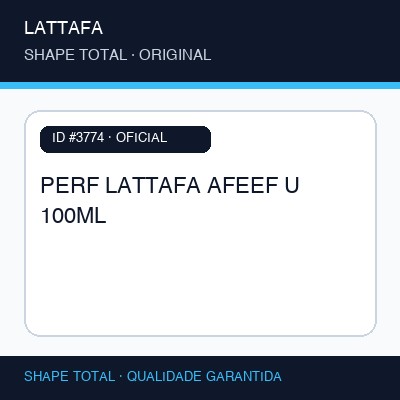 LATTAFA
SHAPE TOTAL · ORIGINAL
ID #3774 · OFICIAL
PERF LATTAFA AFEEF U
100ML
SHAPE TOTAL · QUALIDADE GARANTIDA